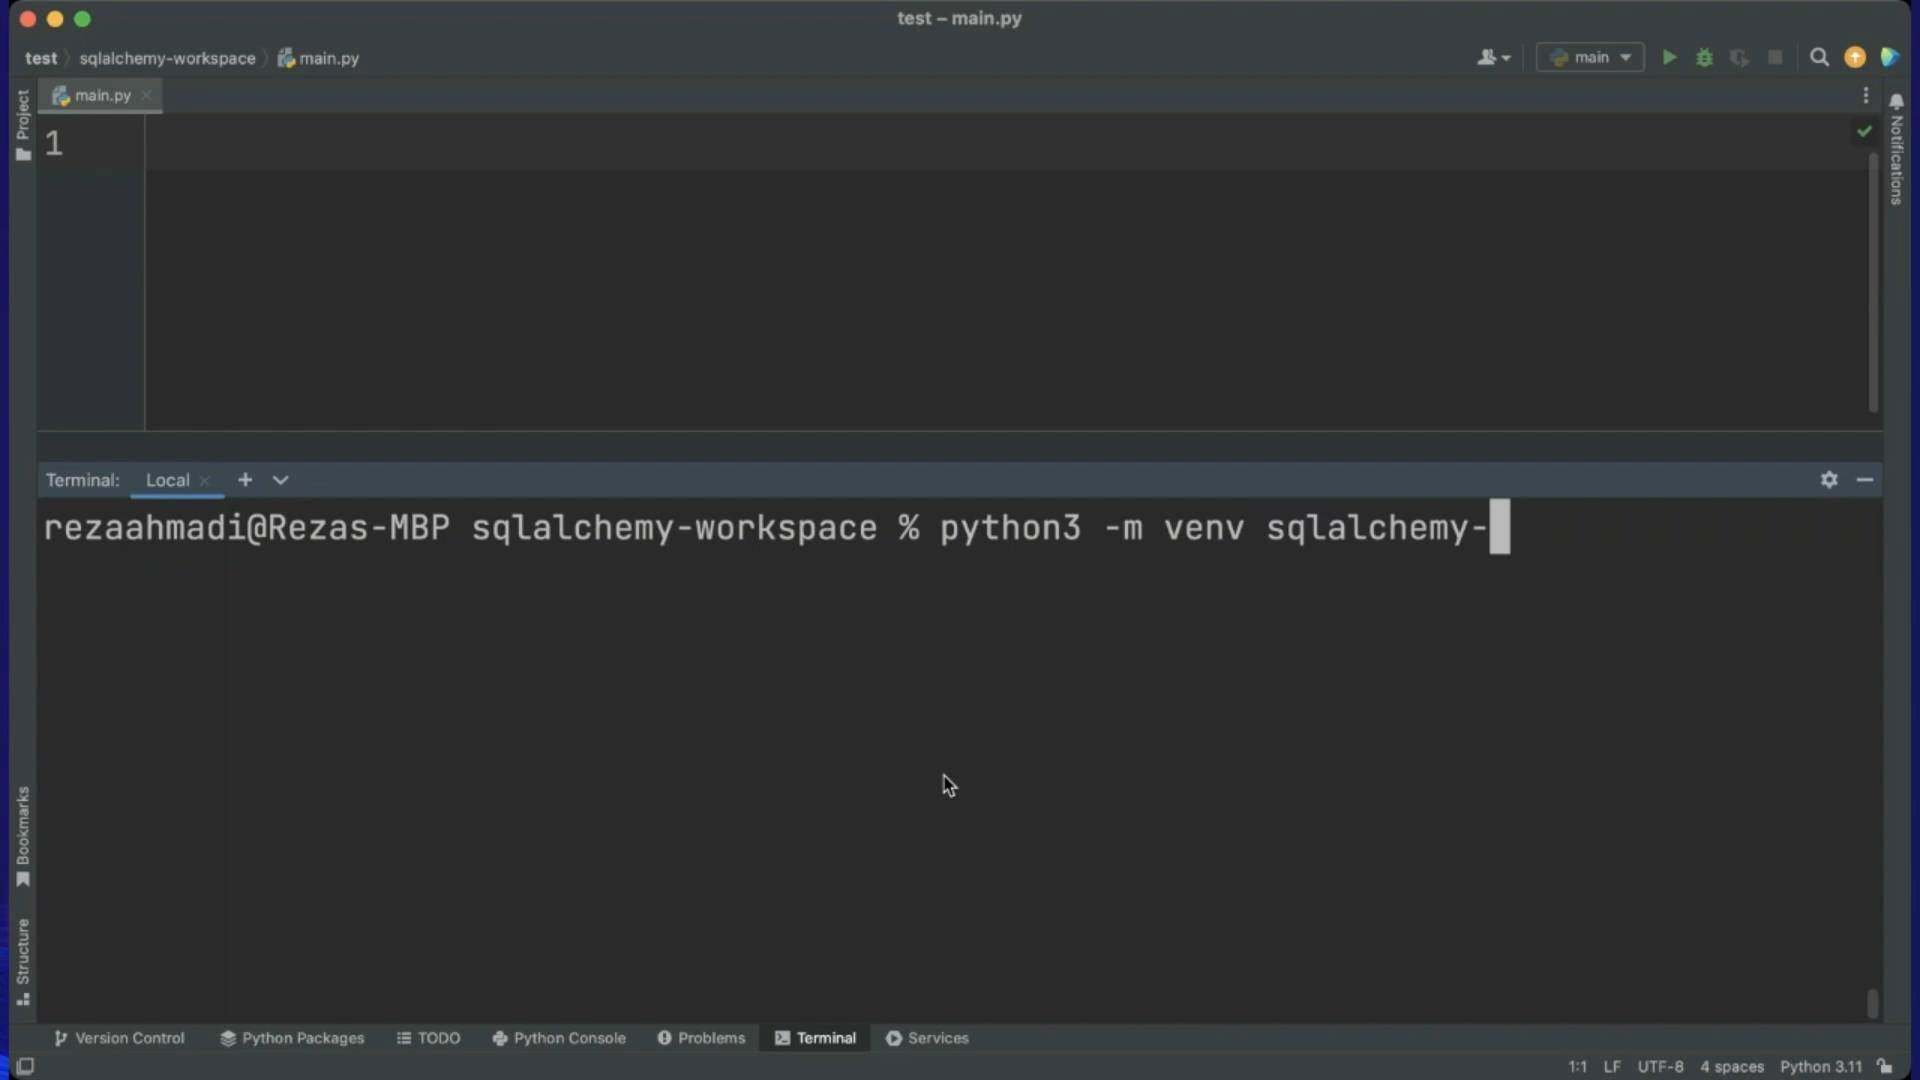 test – main.py
test sqlalchemy-workspace main.py
main
main.py
Project
Notifications
1
Terminal: Local
rezaahmadi@Rezas-MBP sqlalchemy-workspace % python3 -m venv sqlalchemy-
Bookmarks
Structure
Version Control Python Packages TODO Python Console Problems Terminal Services
1:1 LF UTF-8 4 spaces Python 3.11